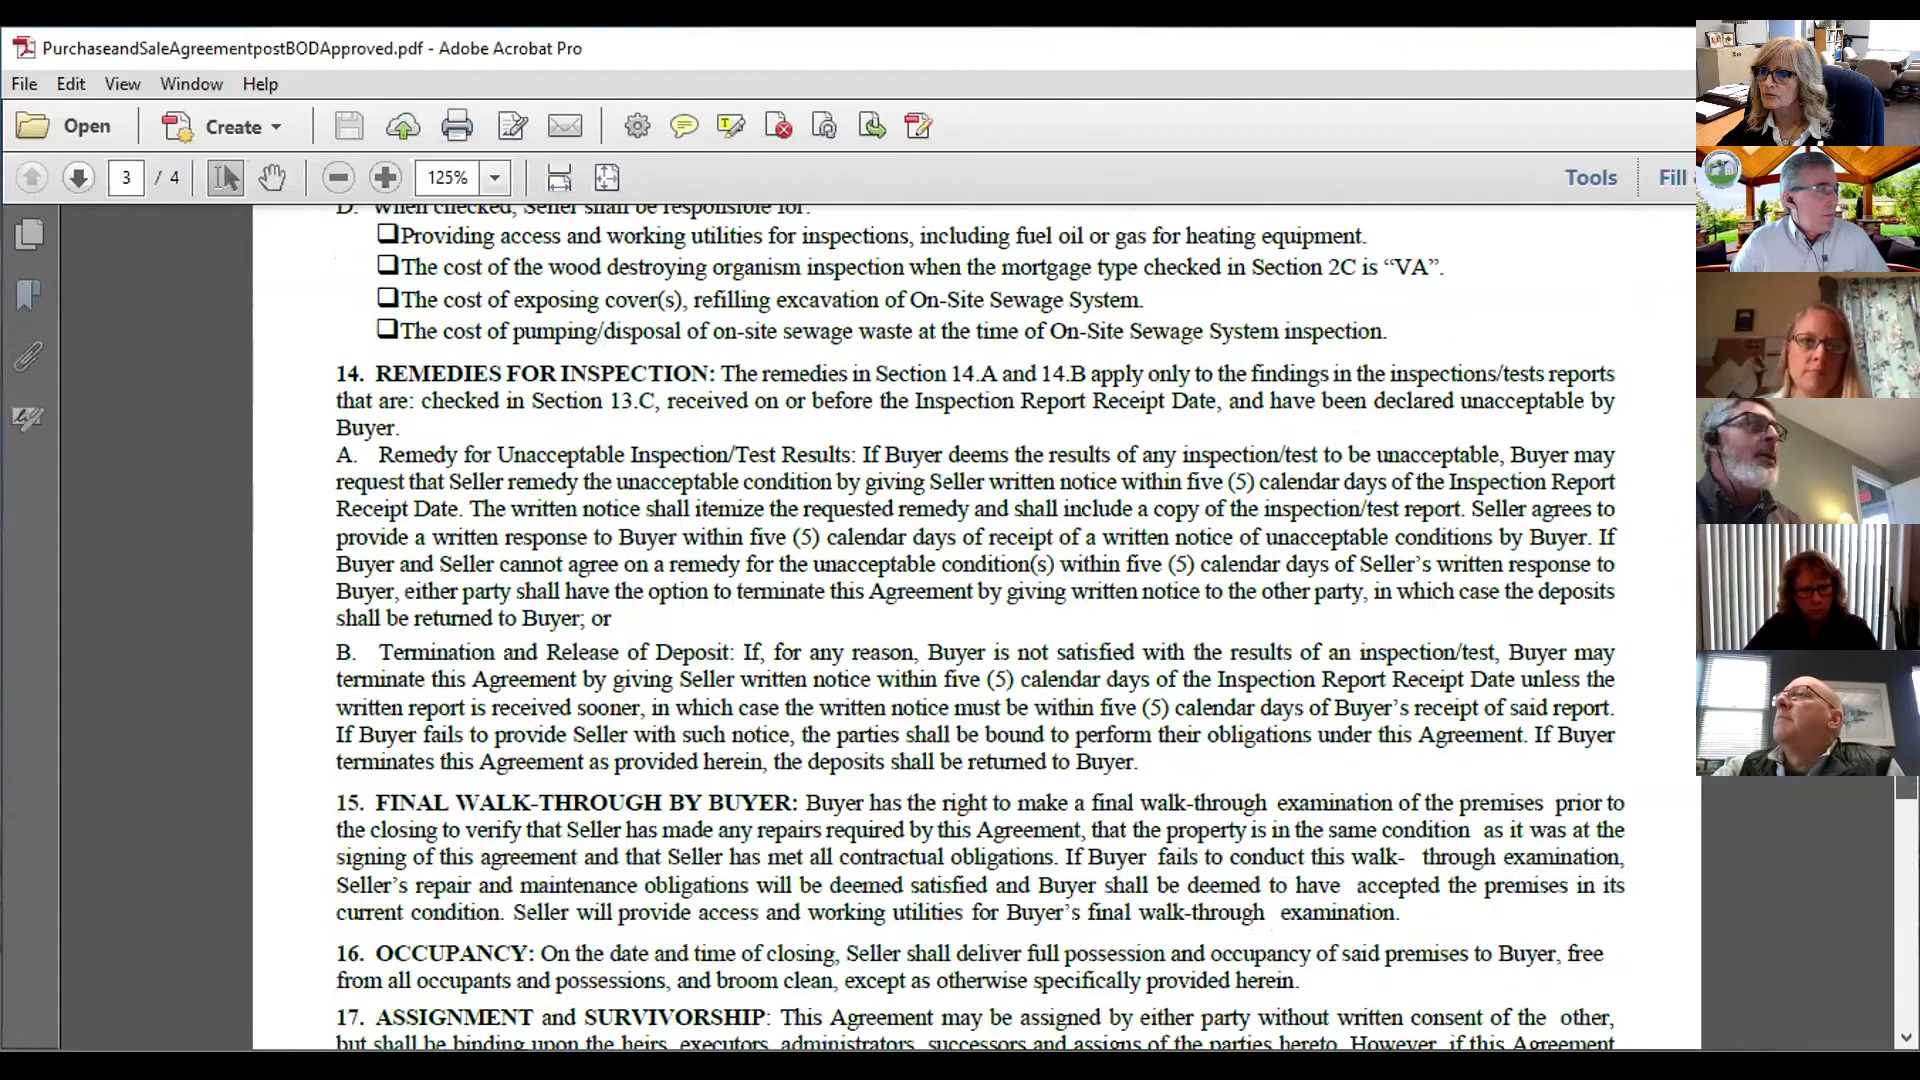 PurchaseandSaleAgreementpostBODApproved.pdf - Adobe Acrobat Pro
File Edit View Window Help
Open Create
3 / 4 125% Tools Fill
D. When checked, Seller shall be responsible for:
❑Providing access and working utilities for inspections, including fuel oil or gas for heating equipment.
❑The cost of the wood destroying organism inspection when the mortgage type checked in Section 2C is “VA”.
❑The cost of exposing cover(s), refilling excavation of On-Site Sewage System.
❑The cost of pumping/disposal of on-site sewage waste at the time of On-Site Sewage System inspection.
14. REMEDIES FOR INSPECTION: The remedies in Section 14.A and 14.B apply only to the findings in the inspections/tests reports
that are: checked in Section 13.C, received on or before the Inspection Report Receipt Date, and have been declared unacceptable by
Buyer.
A. Remedy for Unacceptable Inspection/Test Results: If Buyer deems the results of any inspection/test to be unacceptable, Buyer may
request that Seller remedy the unacceptable condition by giving Seller written notice within five (5) calendar days of the Inspection Report
Receipt Date. The written notice shall itemize the requested remedy and shall include a copy of the inspection/test report. Seller agrees to
provide a written response to Buyer within five (5) calendar days of receipt of a written notice of unacceptable conditions by Buyer. If
Buyer and Seller cannot agree on a remedy for the unacceptable condition(s) within five (5) calendar days of Seller’s written response to
Buyer, either party shall have the option to terminate this Agreement by giving written notice to the other party, in which case the deposits
shall be returned to Buyer; or
B. Termination and Release of Deposit: If, for any reason, Buyer is not satisfied with the results of an inspection/test, Buyer may
terminate this Agreement by giving Seller written notice within five (5) calendar days of the Inspection Report Receipt Date unless the
written report is received sooner, in which case the written notice must be within five (5) calendar days of Buyer’s receipt of said report.
If Buyer fails to provide Seller with such notice, the parties shall be bound to perform their obligations under this Agreement. If Buyer
terminates this Agreement as provided herein, the deposits shall be returned to Buyer.
15. FINAL WALK-THROUGH BY BUYER: Buyer has the right to make a final walk-through examination of the premises prior to
the closing to verify that Seller has made any repairs required by this Agreement, that the property is in the same condition as it was at the
signing of this agreement and that Seller has met all contractual obligations. If Buyer fails to conduct this walk- through examination,
Seller’s repair and maintenance obligations will be deemed satisfied and Buyer shall be deemed to have accepted the premises in its
current condition. Seller will provide access and working utilities for Buyer’s final walk-through examination.
16. OCCUPANCY: On the date and time of closing, Seller shall deliver full possession and occupancy of said premises to Buyer, free
from all occupants and possessions, and broom clean, except as otherwise specifically provided herein.
17. ASSIGNMENT and SURVIVORSHIP: This Agreement may be assigned by either party without written consent of the other,
but shall be binding upon the heirs, executors, administrators, successors and assigns of the parties hereto. However, if this Agreement